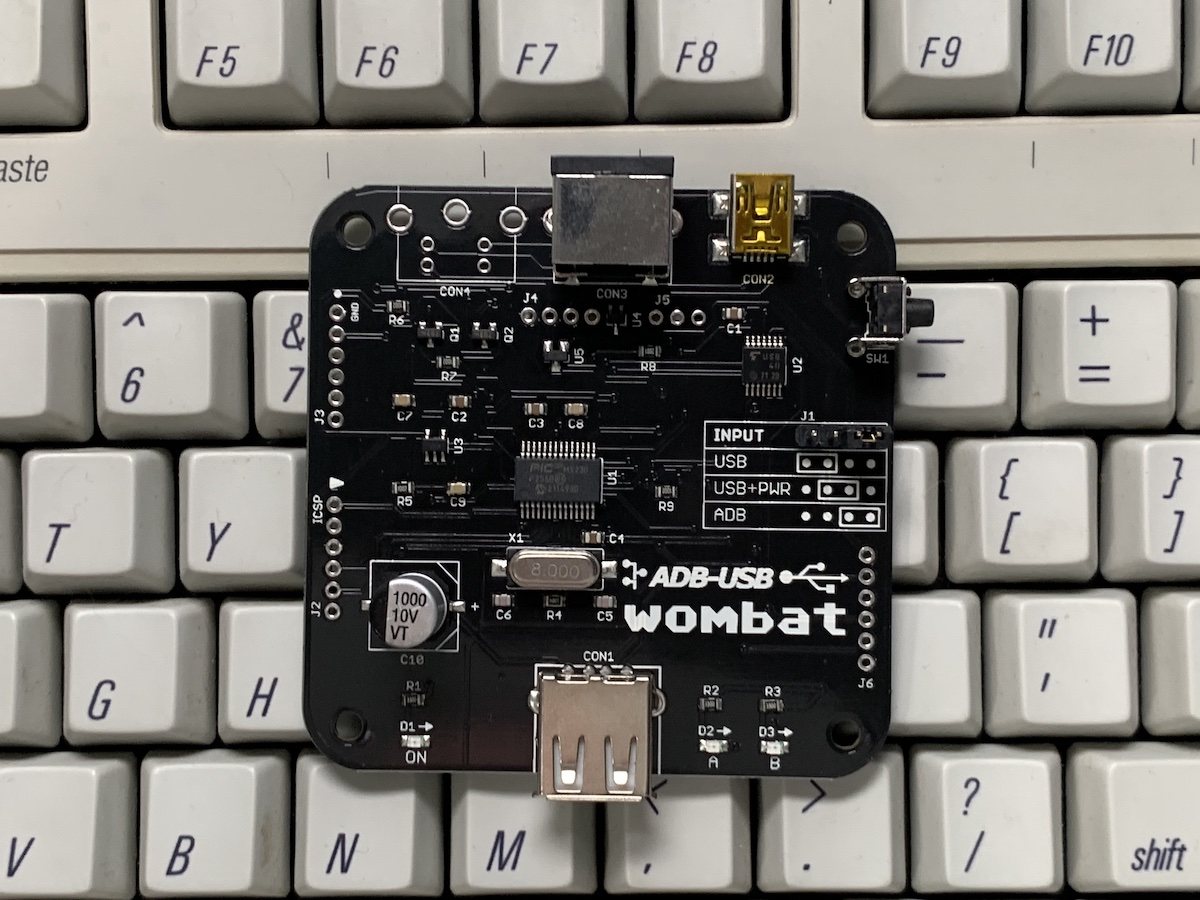 F5
F6
F7
F8
F9
F10
aste
CON4
CON3
CON2
J4
J5
GND
R6
Q1
Q2
U4
C1
SW1
R7
U5
R8
U2
USB
^
6
&
7
—
-
+
=
J3
C7
C2
C3
C8
U3
J1
INPUT
USB
USB+PWR
ADB
PIC
U1
R5
C9
R9
ICSP
X1
C4
8.000
ADB-USB
wombat
T
Y
{
[
}
]
J2
1000
10V
VT
+
C6
R4
C5
C10
CON1
J6
G
H
"
'
R1
R2
R3
D1
D2
D3
ON
A
B
V
B
N
M
<
,
>
.
?
/
shift